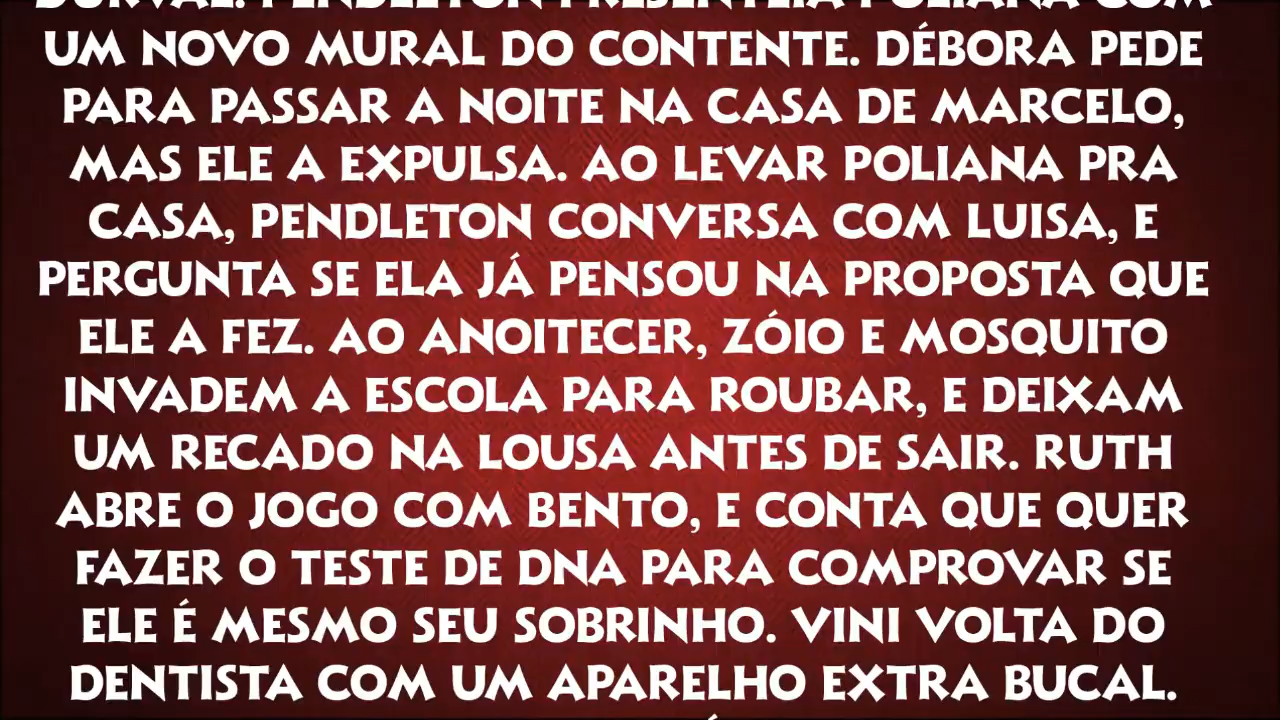 DURVAL. PENDLETON PRESENTEIA POLIANA COM
UM NOVO MURAL DO CONTENTE. DÉBORA PEDE
PARA PASSAR A NOITE NA CASA DE MARCELO,
MAS ELE A EXPULSA. AO LEVAR POLIANA PRA
CASA, PENDLETON CONVERSA COM LUISA, E
PERGUNTA SE ELA JÁ PENSOU NA PROPOSTA QUE
ELE A FEZ. AO ANOITECER, ZÓIO E MOSQUITO
INVADEM A ESCOLA PARA ROUBAR, E DEIXAM
UM RECADO NA LOUSA ANTES DE SAIR. RUTH
ABRE O JOGO COM BENTO, E CONTA QUE QUER
FAZER O TESTE DE DNA PARA COMPROVAR SE
ELE É MESMO SEU SOBRINHO. VINI VOLTA DO
DENTISTA COM UM APARELHO EXTRA BUCAL.